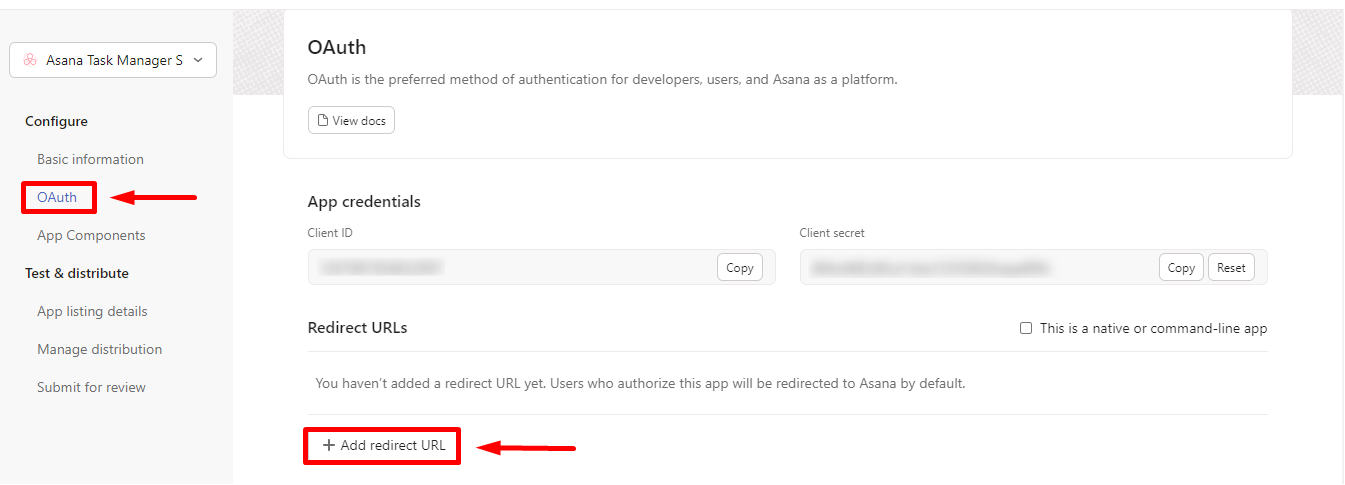 Asana Task Manager S
Configure
Basic information
OAuth
App Components
Test & distribute
App listing details
Manage distribution
Submit for review
OAuth
OAuth is the preferred method of authentication for developers, users, and Asana as a platform.
View docs
App credentials
Client ID
Copy
Client secret
Copy Reset
Redirect URLs
This is a native or command-line app
You haven’t added a redirect URL yet. Users who authorize this app will be redirected to Asana by default.
+ Add redirect URL